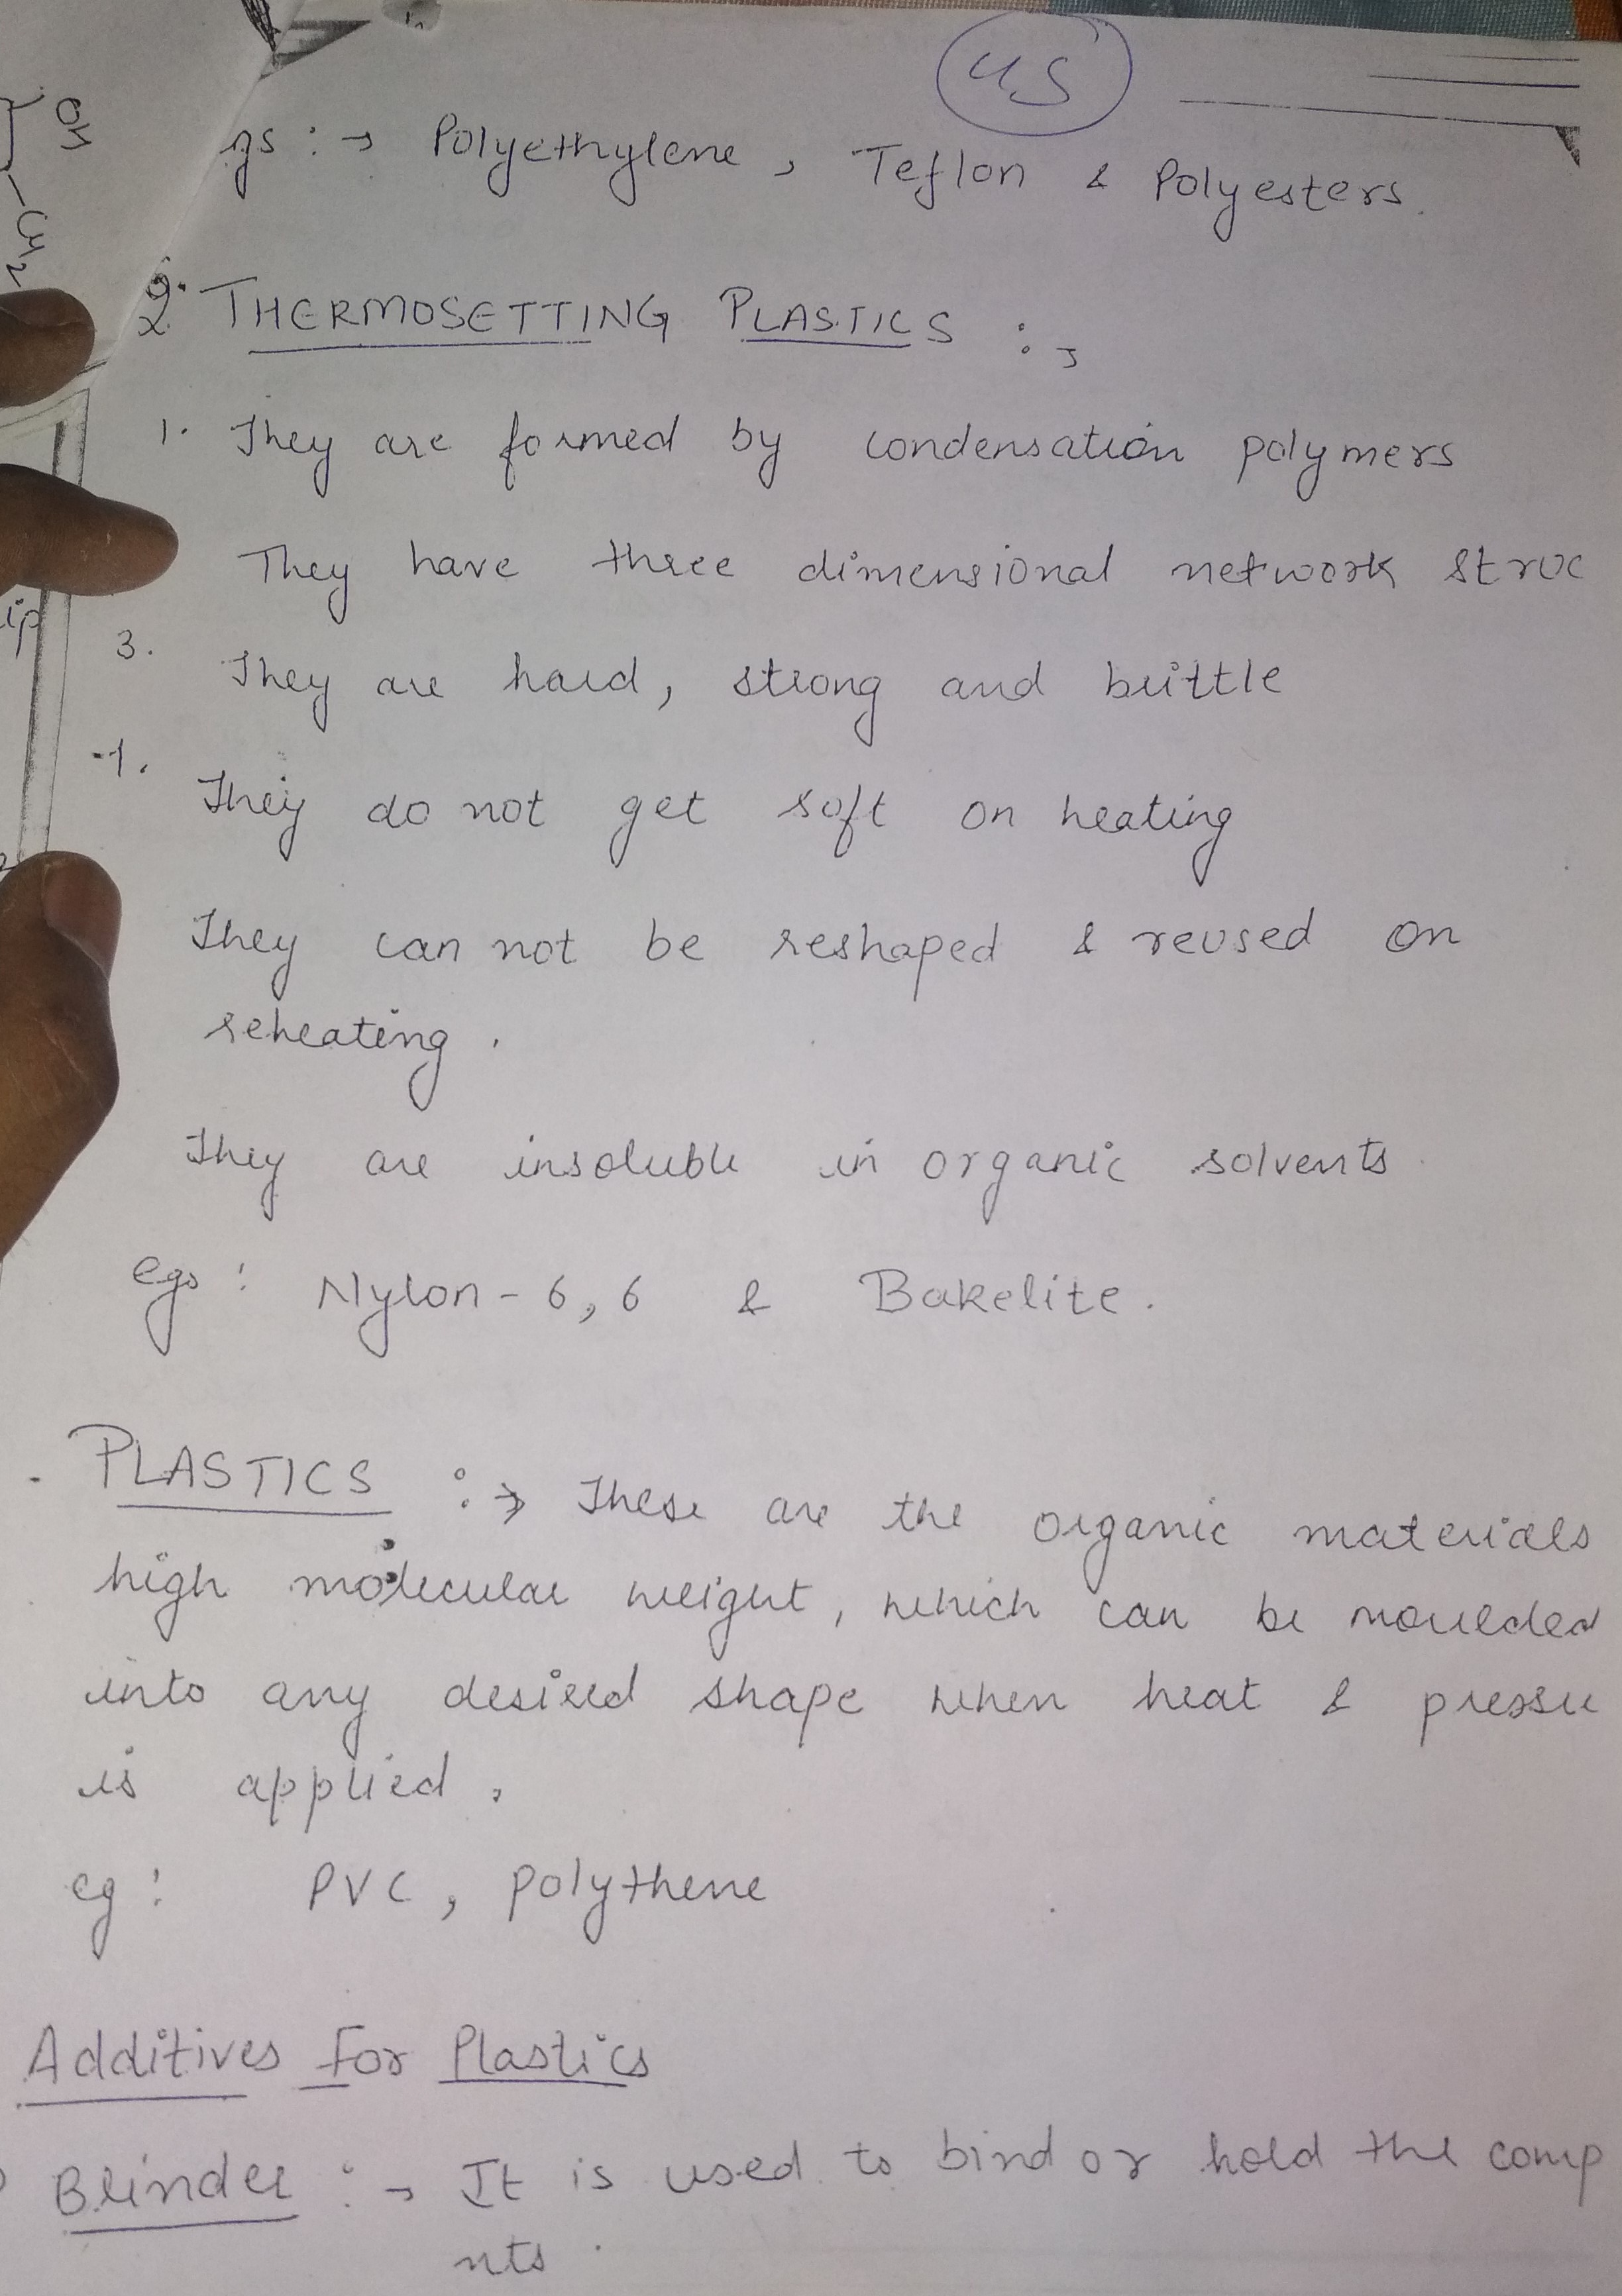 45
gs :→ Polyethylene, Teflon & Polyesters.
2. THERMOSETTING PLASTICS :→
1. They are formed by condensation polymers
They have three dimensional network struc
3. They are hard, strong and brittle
They do not get soft on heating
They can not be reshaped & reused on
reheating.
They are insoluble in organic solvents
egs: Nylon-6,6 & Bakelite.
. PLASTICS :→ These are the organic materials
high molecular weight, which can be moulded
into any desired shape when heat & pressu
is applied.
eg: PVC, polythene
Additives For Plastics
Blinder :→ It is used to bind or hold the comp
nts.
OH
-CH2
ip